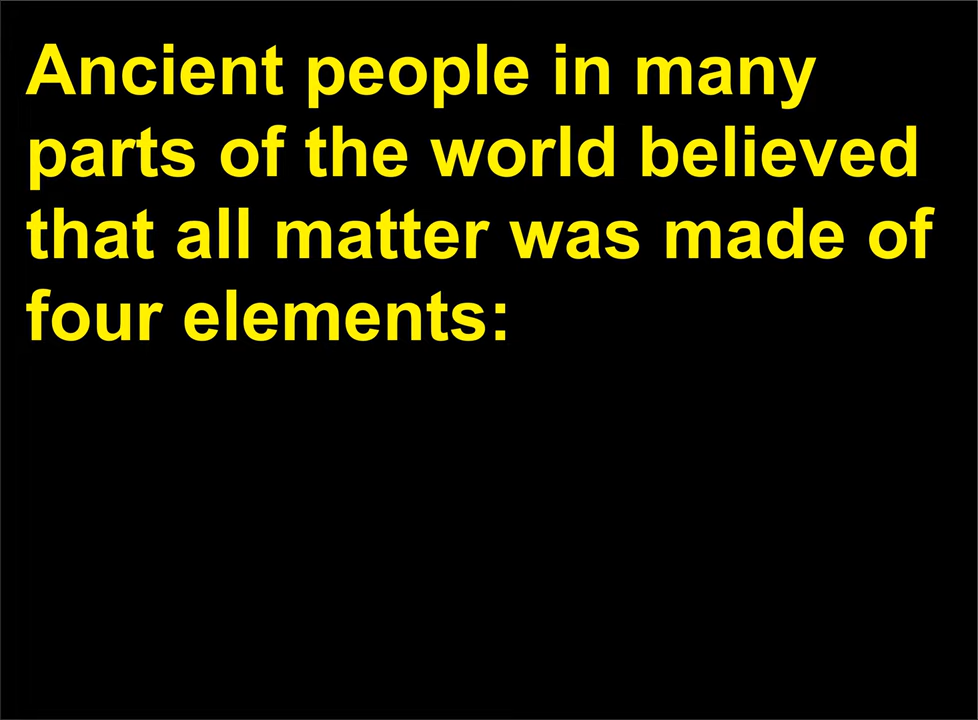 Ancient people in many
parts of the world believed
that all matter was made of
four elements: